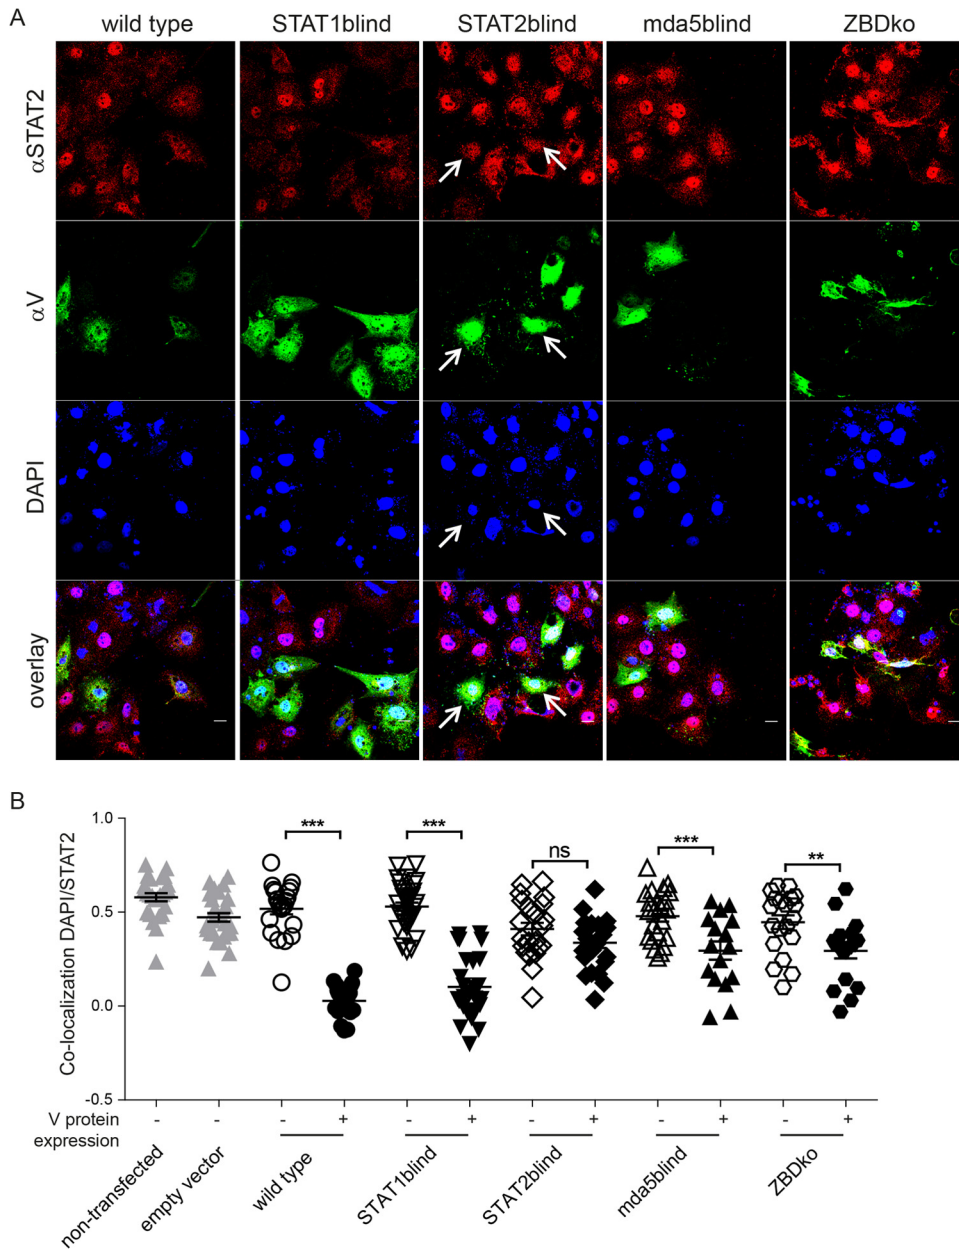 A
wild type STAT1blind STAT2blind mda5blind ZBDko
αSTAT2
αV
DAPI
overlay
B
Co-localization DAPI/STAT2
1.0
0.5
0.0
-0.5
*** *** ns *** **
V protein expression - - - + - + - + - + - +
non-transfected empty vector wild type STAT1blind STAT2blind mda5blind ZBDko